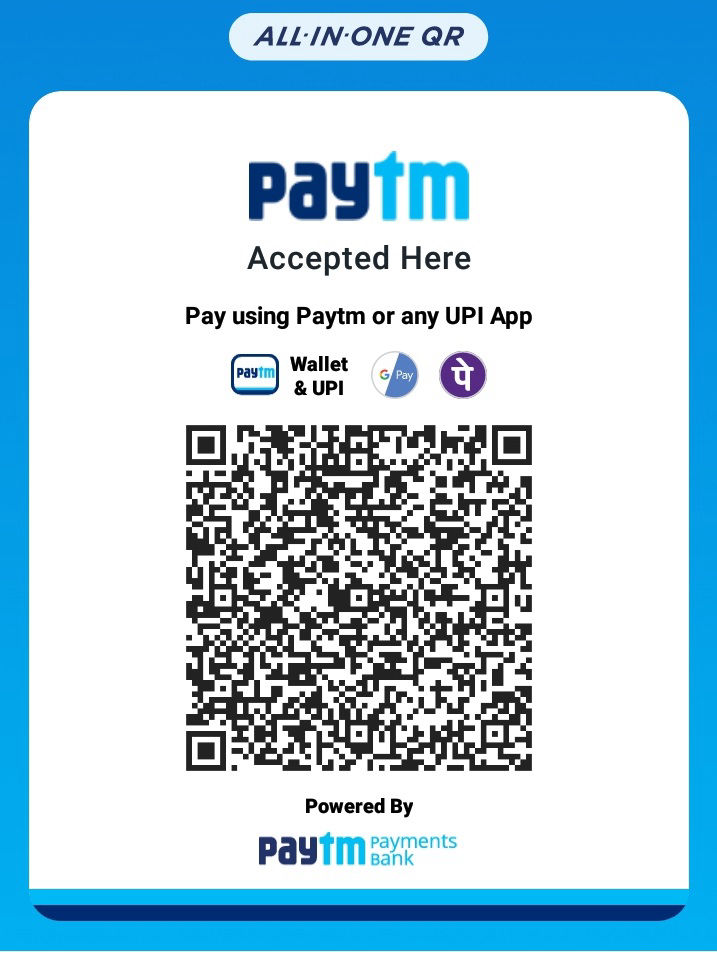 ALL·IN·ONE QR
paytm
Accepted Here
Pay using Paytm or any UPI App
paytm Wallet & UPI G Pay पे
Powered By
paytm Payments Bank